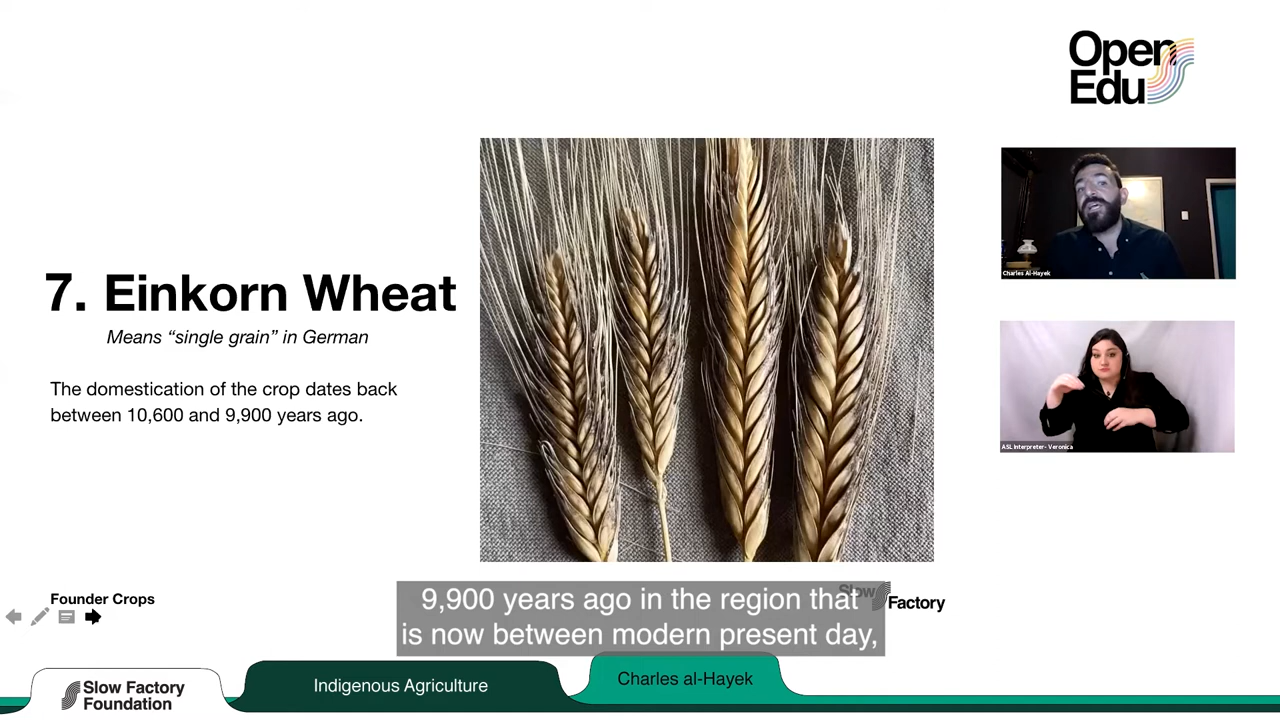 Open
Edu
Charles Al-Hayek
7. Einkorn Wheat
Means “single grain” in German
The domestication of the crop dates back
between 10,600 and 9,900 years ago.
ASL Interpreter- Veronica
Founder Crops
Slow
Factory
9,900 years ago in the region that
is now between modern present day,
Slow Factory
Foundation
Indigenous Agriculture
Charles al-Hayek